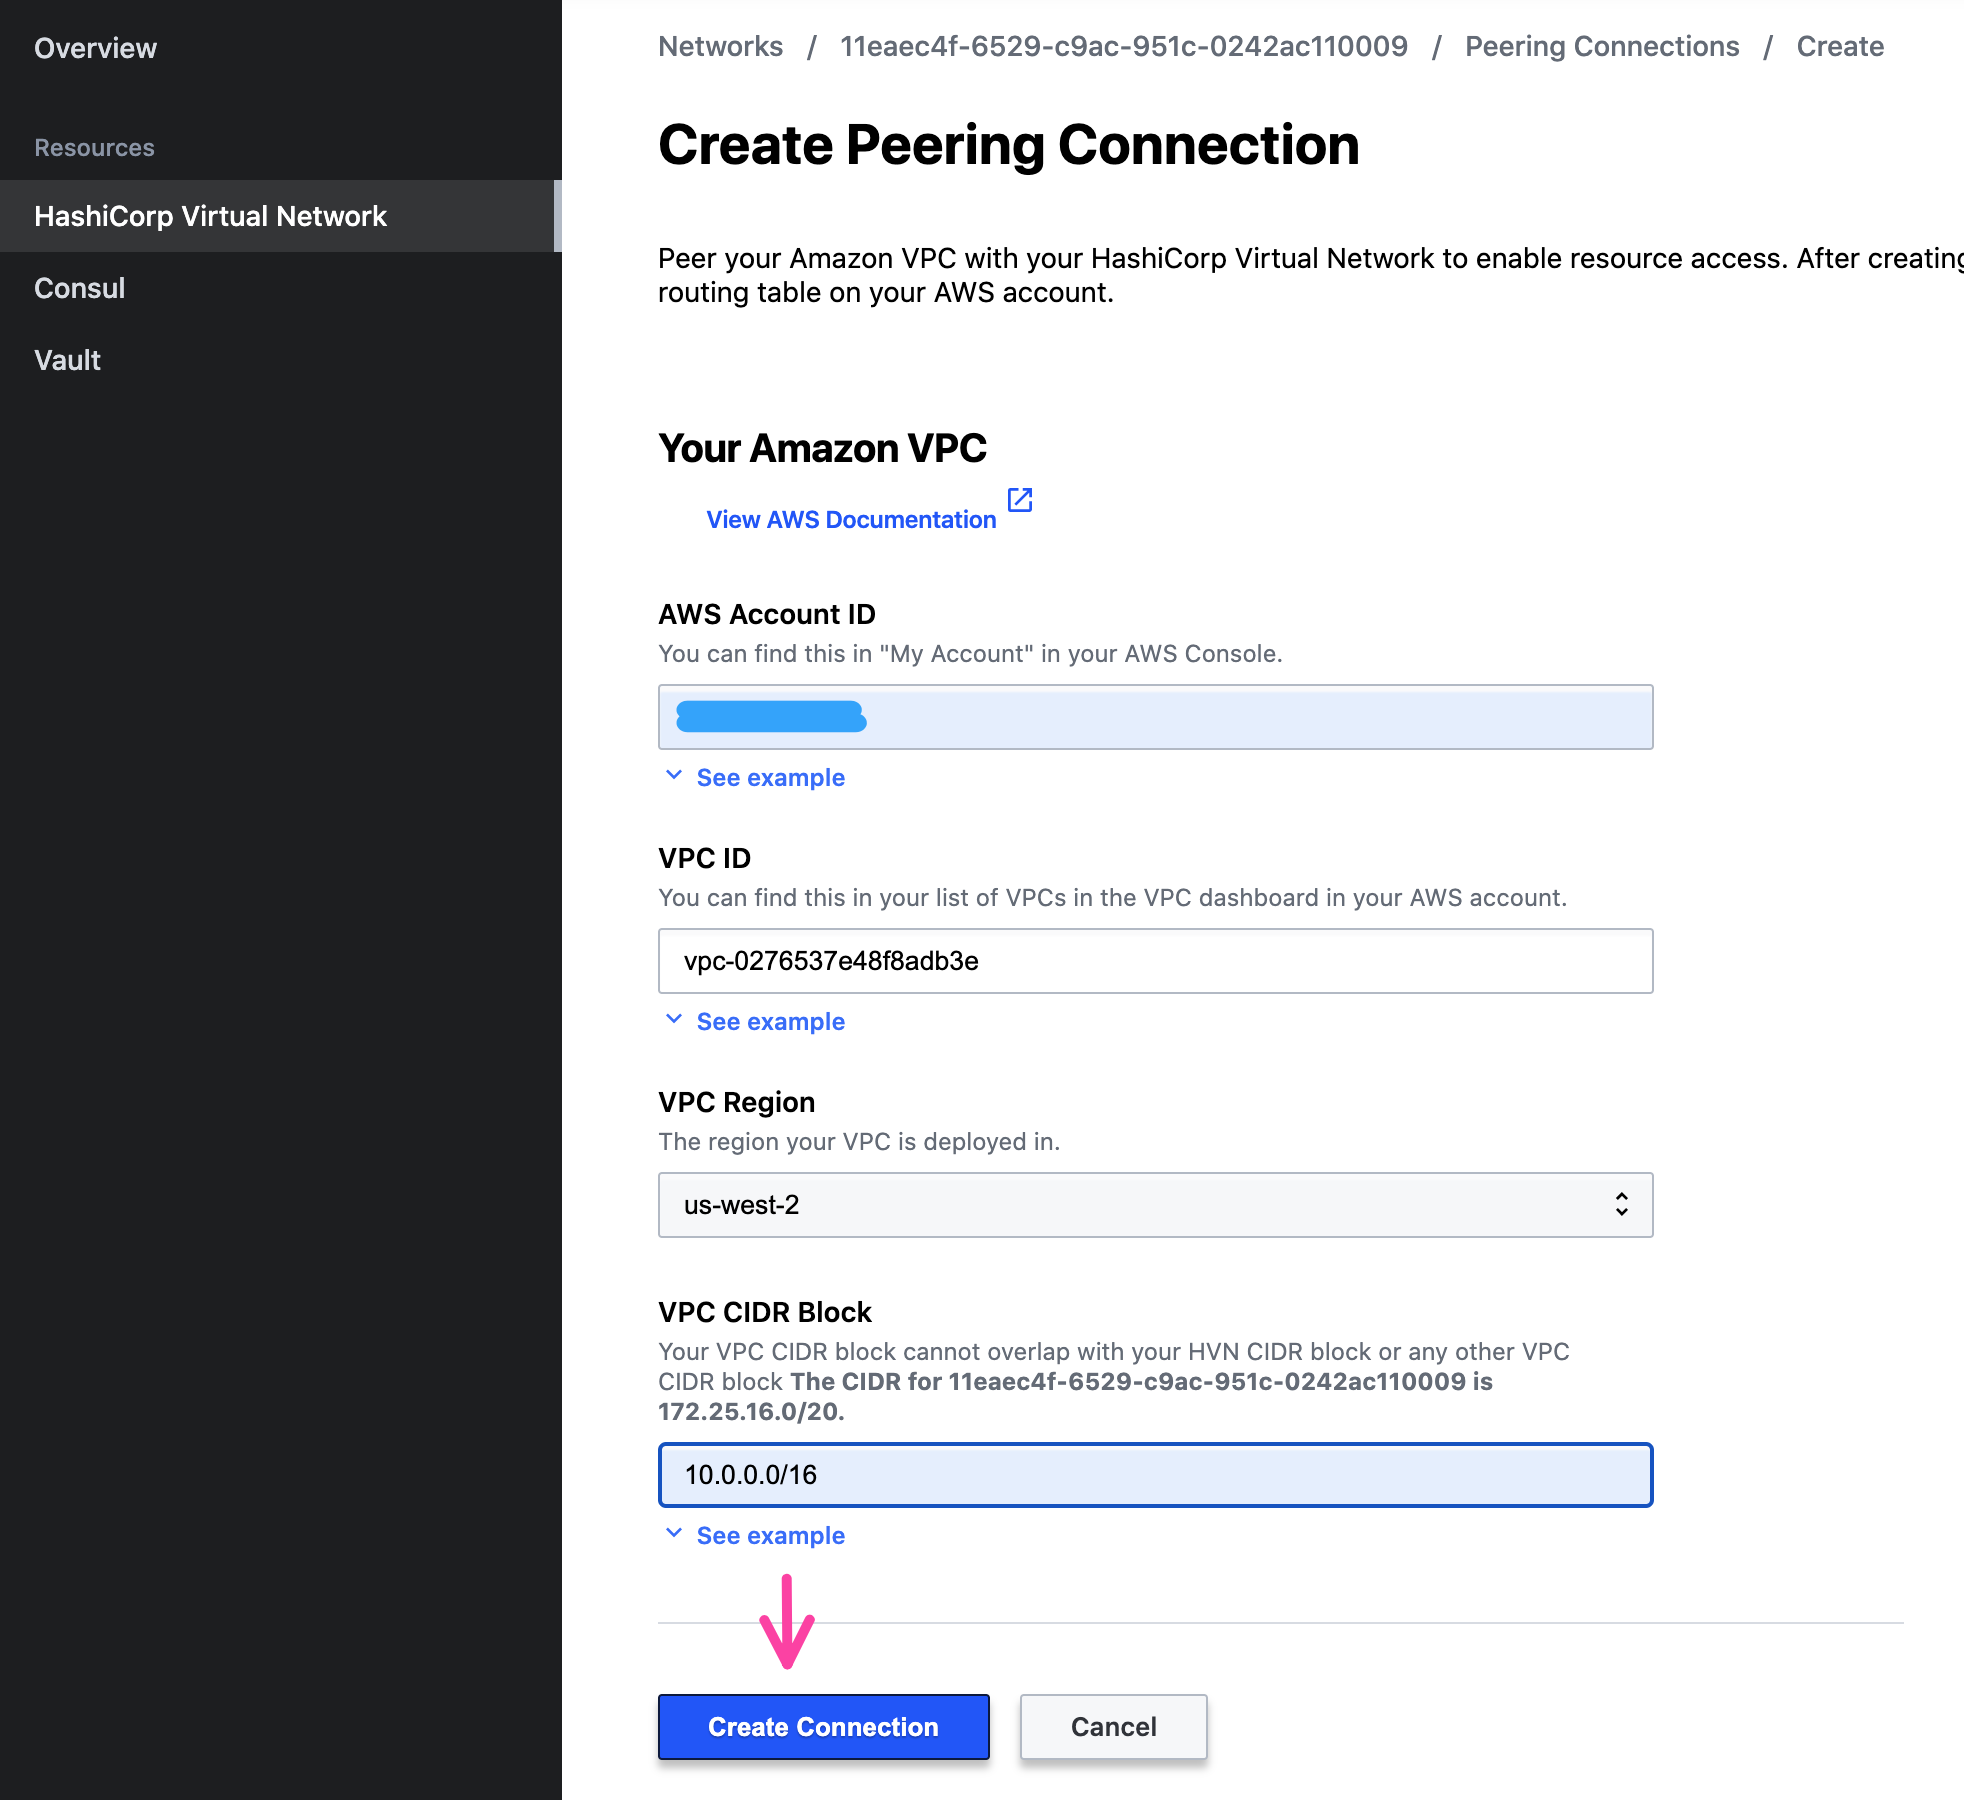 Overview
Resources
HashiCorp Virtual Network
Consul
Vault
Networks / 11eaec4f-6529-c9ac-951c-0242ac110009 / Peering Connections / Create
Create Peering Connection
Peer your Amazon VPC with your HashiCorp Virtual Network to enable resource access. After creating
routing table on your AWS account.
Your Amazon VPC
View AWS Documentation
AWS Account ID
You can find this in "My Account" in your AWS Console.
See example
VPC ID
You can find this in your list of VPCs in the VPC dashboard in your AWS account.
vpc-0276537e48f8adb3e
See example
VPC Region
The region your VPC is deployed in.
us-west-2
VPC CIDR Block
Your VPC CIDR block cannot overlap with your HVN CIDR block or any other VPC
CIDR block The CIDR for 11eaec4f-6529-c9ac-951c-0242ac110009 is
172.25.16.0/20.
10.0.0.0/16
See example
Create Connection
Cancel